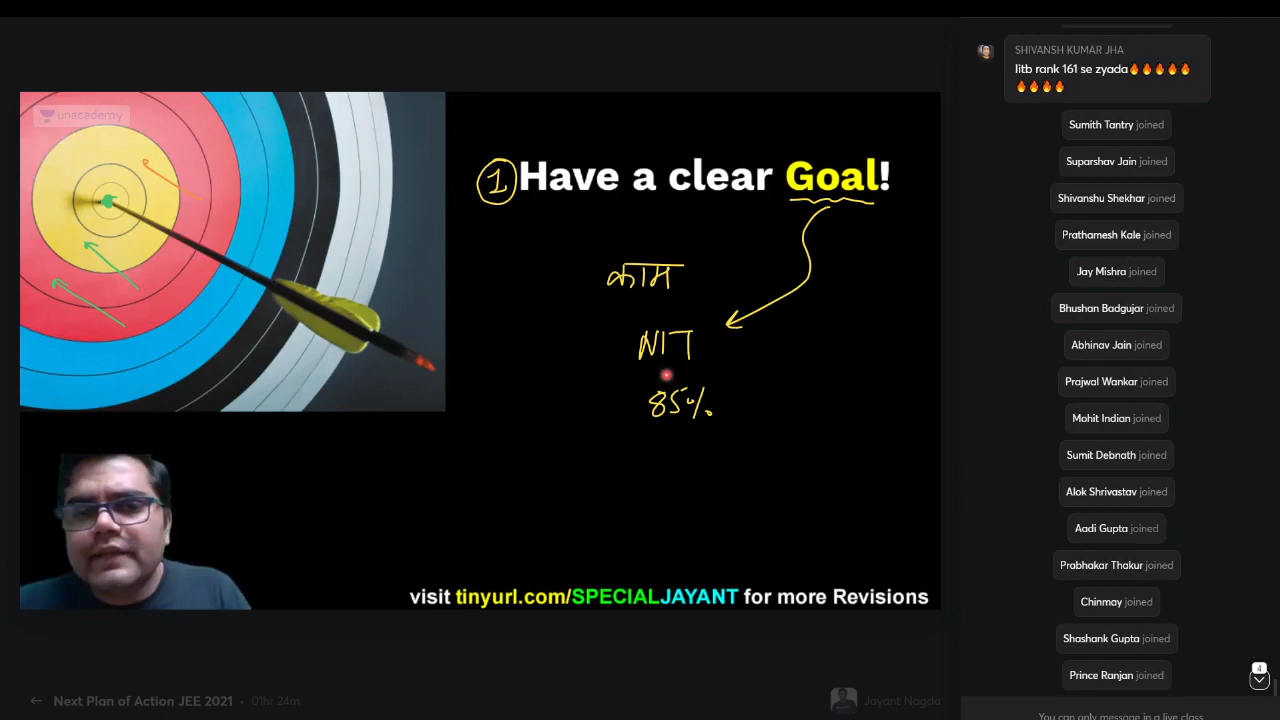 unacademy
① Have a clear Goal!
काम
NIT
85%
visit tinyurl.com/SPECIALJAYANT for more Revisions
← Next Plan of Action JEE 2021 • 01hr 24m
Jayant Nagda
SHIVANSH KUMAR JHA
Iitb rank 161 se zyada🔥🔥🔥🔥🔥
🔥🔥🔥🔥
Sumith Tantry joined
Suparshav Jain joined
Shivanshu Shekhar joined
Prathamesh Kale joined
Jay Mishra joined
Bhushan Badgujar joined
Abhinav Jain joined
Prajwal Wankar joined
Mohit Indian joined
Sumit Debnath joined
Alok Shrivastav joined
Aadi Gupta joined
Prabhakar Thakur joined
Chinmay joined
Shashank Gupta joined
Prince Ranjan joined
4
You can only message in a live class